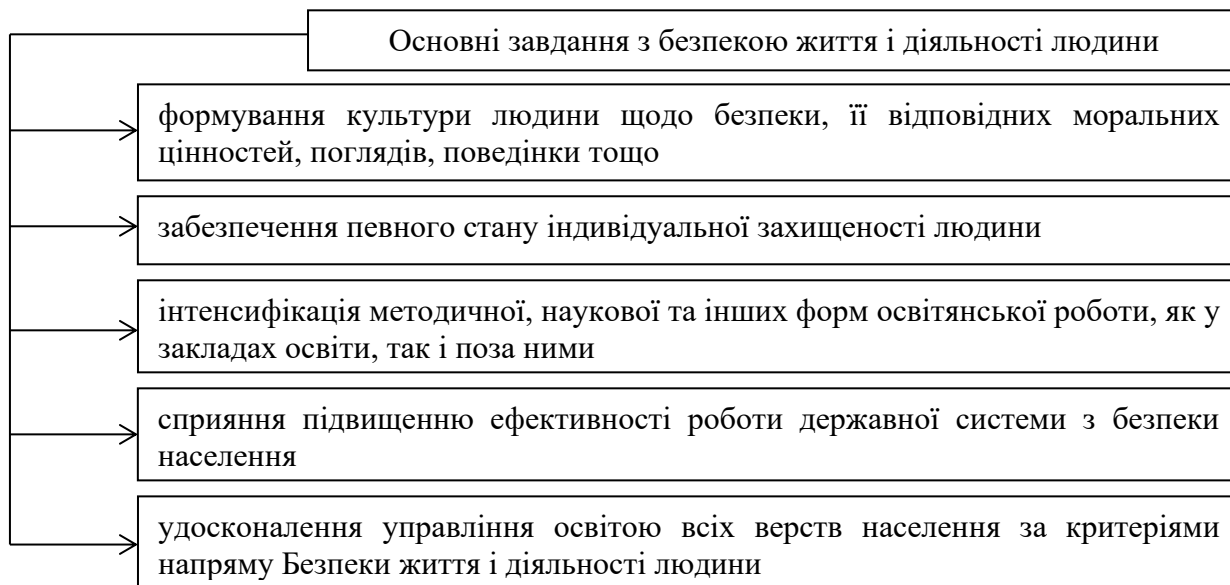 Основні завдання з безпекою життя і діяльності людини
формування культури людини щодо безпеки, її відповідних моральних
цінностей, поглядів, поведінки тощо
забезпечення певного стану індивідуальної захищеності людини
інтенсифікація методичної, наукової та інших форм освітянської роботи, як у
закладах освіти, так і поза ними
сприяння підвищенню ефективності роботи державної системи з безпеки
населення
удосконалення управління освітою всіх верств населення за критеріями
напряму Безпеки життя і діяльності людини